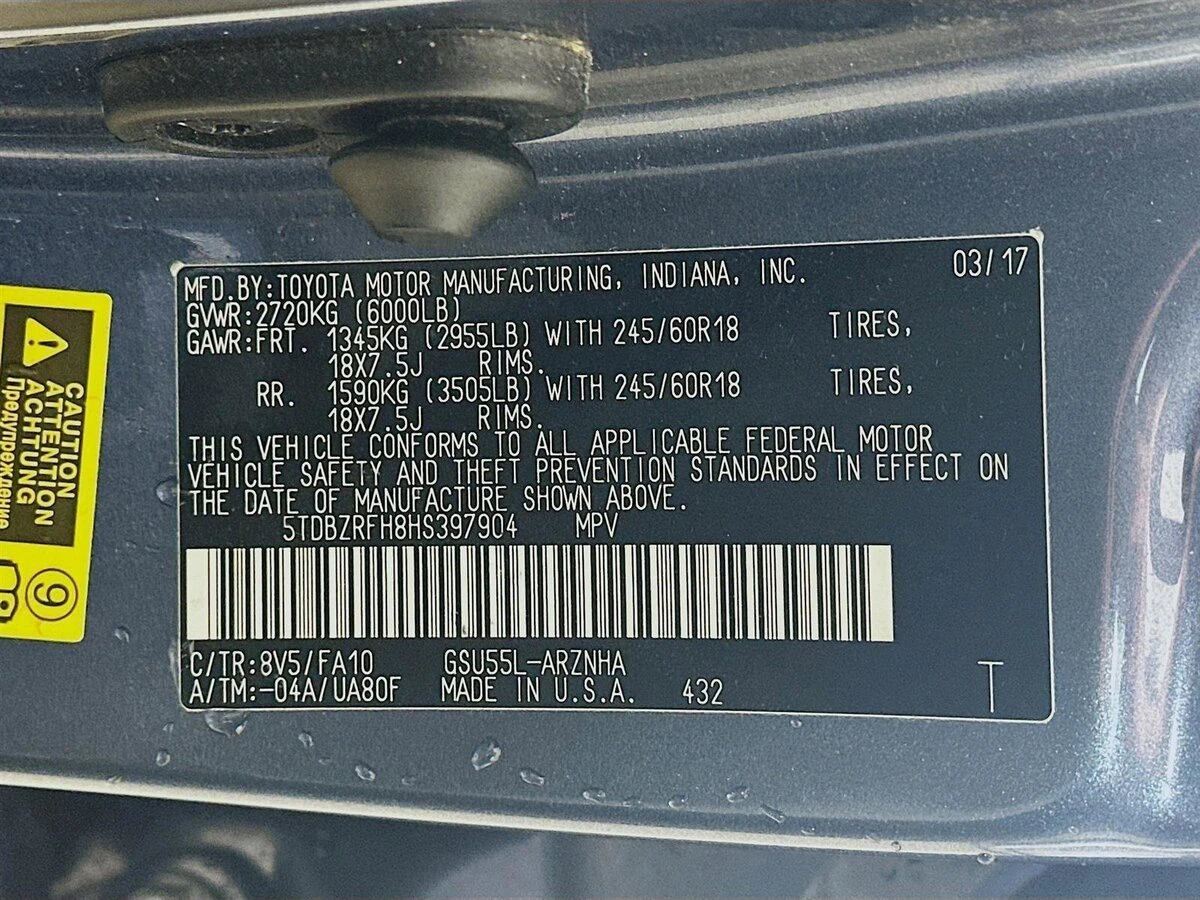 MFD.BY:TOYOTA MOTOR MANUFACTURING, INDIANA, INC. 03/17
GVWR:2720KG (6000LB)
GAWR:FRT. 1345KG (2955LB) WITH 245/60R18 TIRES,
18X7.5J RIMS.
RR. 1590KG (3505LB) WITH 245/60R18 TIRES,
18X7.5J RIMS.
THIS VEHICLE CONFORMS TO ALL APPLICABLE FEDERAL MOTOR
VEHICLE SAFETY AND THEFT PREVENTION STANDARDS IN EFFECT ON
THE DATE OF MANUFACTURE SHOWN ABOVE.
5TDBZRFH8HS397904 MPV
C/TR:8V5/FA10 GSU55L-ARZNHA
A/TM:-04A/UA80F MADE IN U.S.A. 432 T
CAUTION
ATTENTION
ACHTUNG
Предупреждение
9